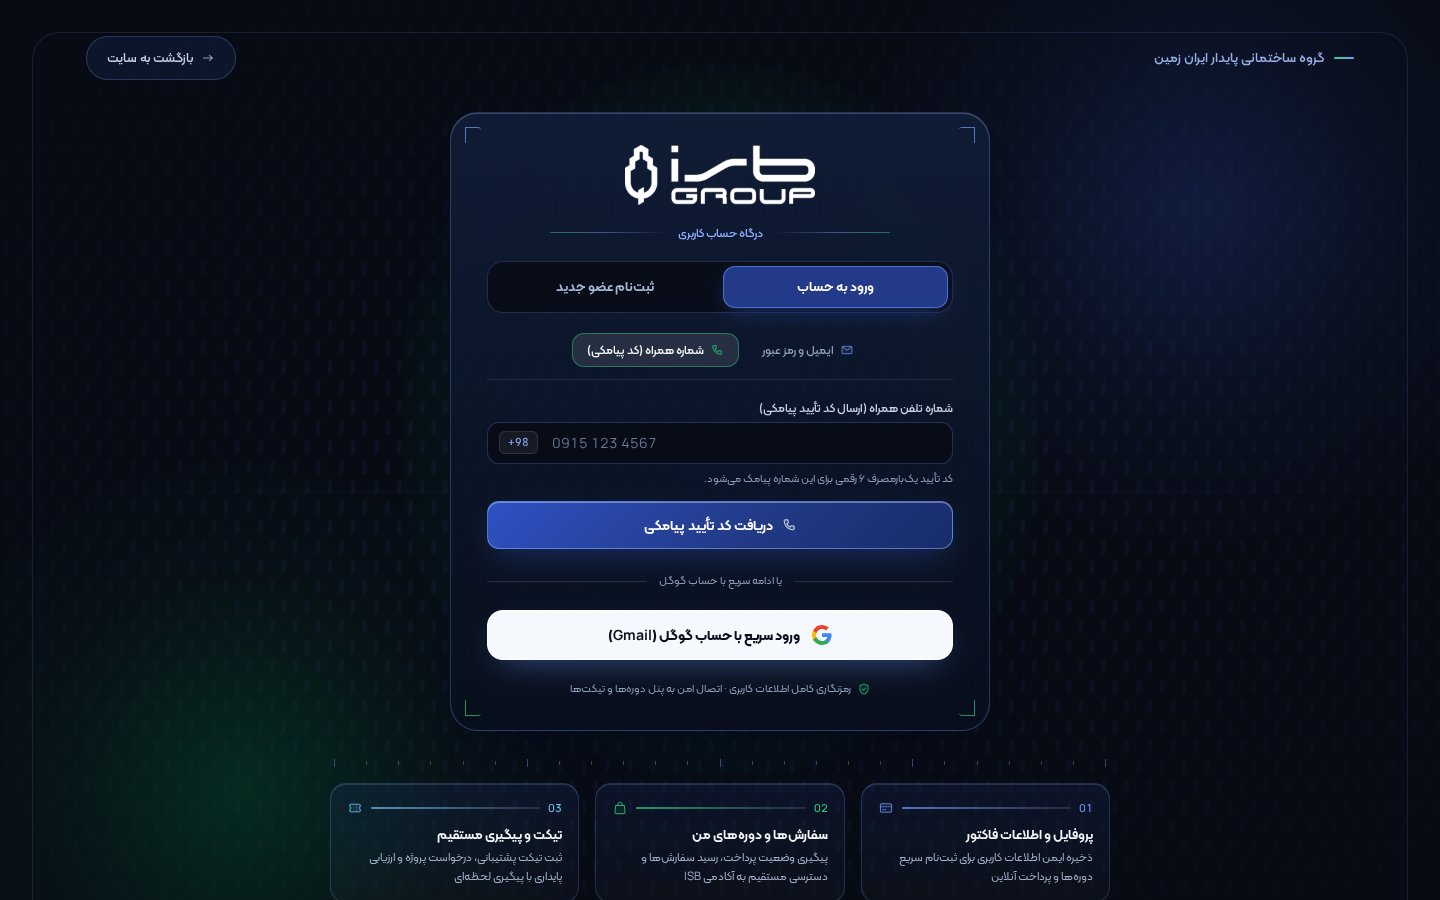 گروه ساختمانی پایدار ایران زمین
بازگشت به سایت
isb
GROUP
درگاه حساب کاربری
ورود به حساب
ثبت‌نام عضو جدید
ایمیل و رمز عبور
شماره همراه (کد پیامکی)
شماره تلفن همراه (ارسال کد تأیید پیامکی)
+98
0915 123 4567
کد تأیید یک‌بارمصرف ۶ رقمی برای این شماره پیامک می‌شود.
دریافت کد تأیید پیامکی
یا ادامه سریع با حساب گوگل
ورود سریع با حساب گوگل (Gmail)
رمزنگاری کامل اطلاعات کاربری · اتصال امن به پنل دوره‌ها و تیکت‌ها
01
پروفایل و اطلاعات فاکتور
ذخیره ایمن اطلاعات کاربری برای ثبت‌نام سریع
دوره‌ها و پرداخت آنلاین
02
سفارش‌ها و دوره‌های من
پیگیری وضعیت پرداخت، رسید سفارش‌ها و
دسترسی مستقیم به آکادمی ISB
03
تیکت و پیگیری مستقیم
ثبت تیکت پشتیبانی، درخواست پروژه و ارزیابی
پایداری با پیگیری لحظه‌ای